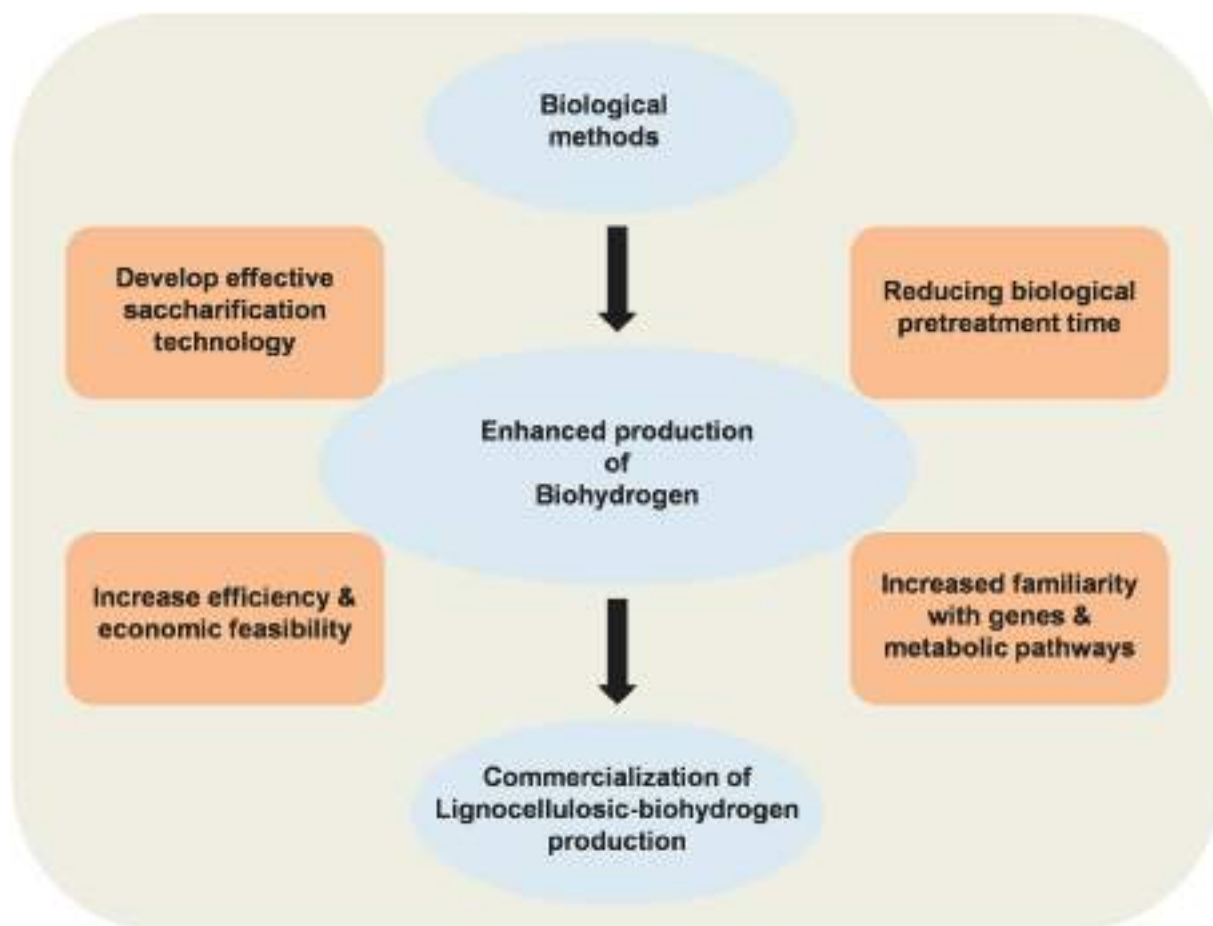 Biological
methods
Develop effective
saccharification
technology
Reducing biological
pretreatment time
Enhanced production
of
Biohydrogen
Increase efficiency &
economic feasibility
Increased familiarity
with genes &
metabolic pathways
Commercialization of
Lignocellulosic-biohydrogen
production